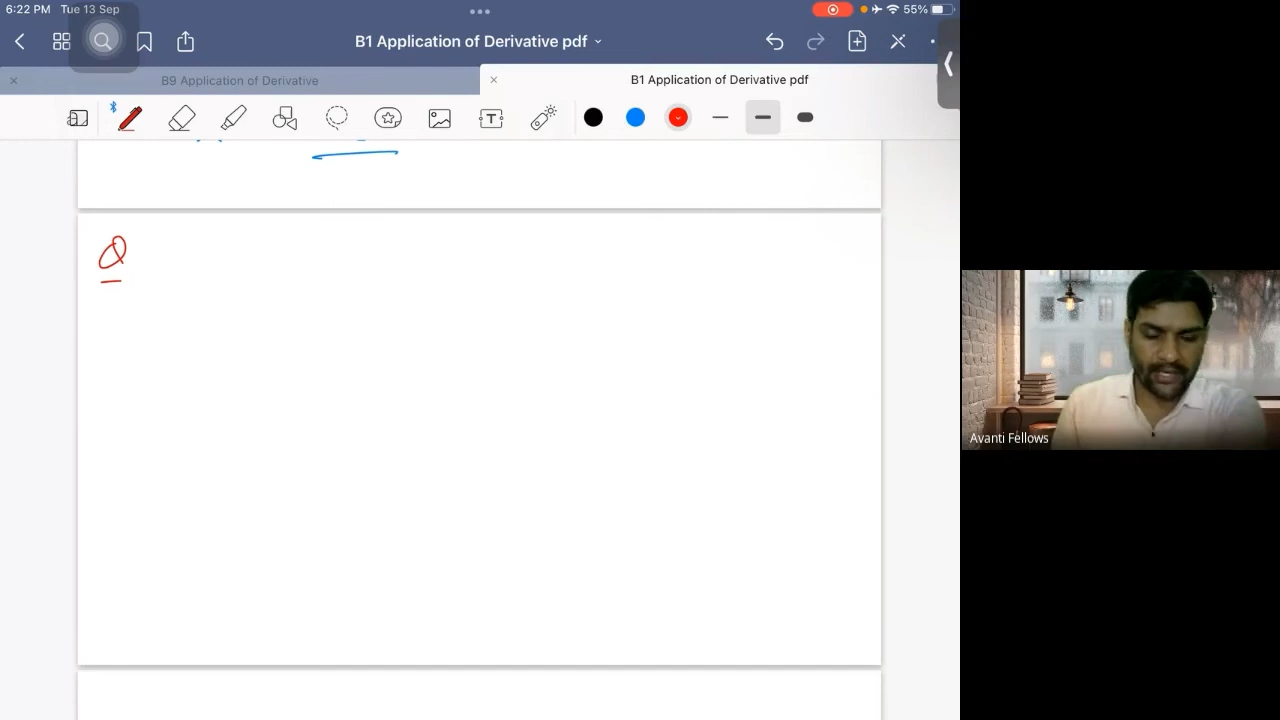 6:22 PM Tue 13 Sep
55%
B1 Application of Derivative pdf
B9 Application of Derivative
B1 Application of Derivative pdf
T
Q
Avanti Fellows